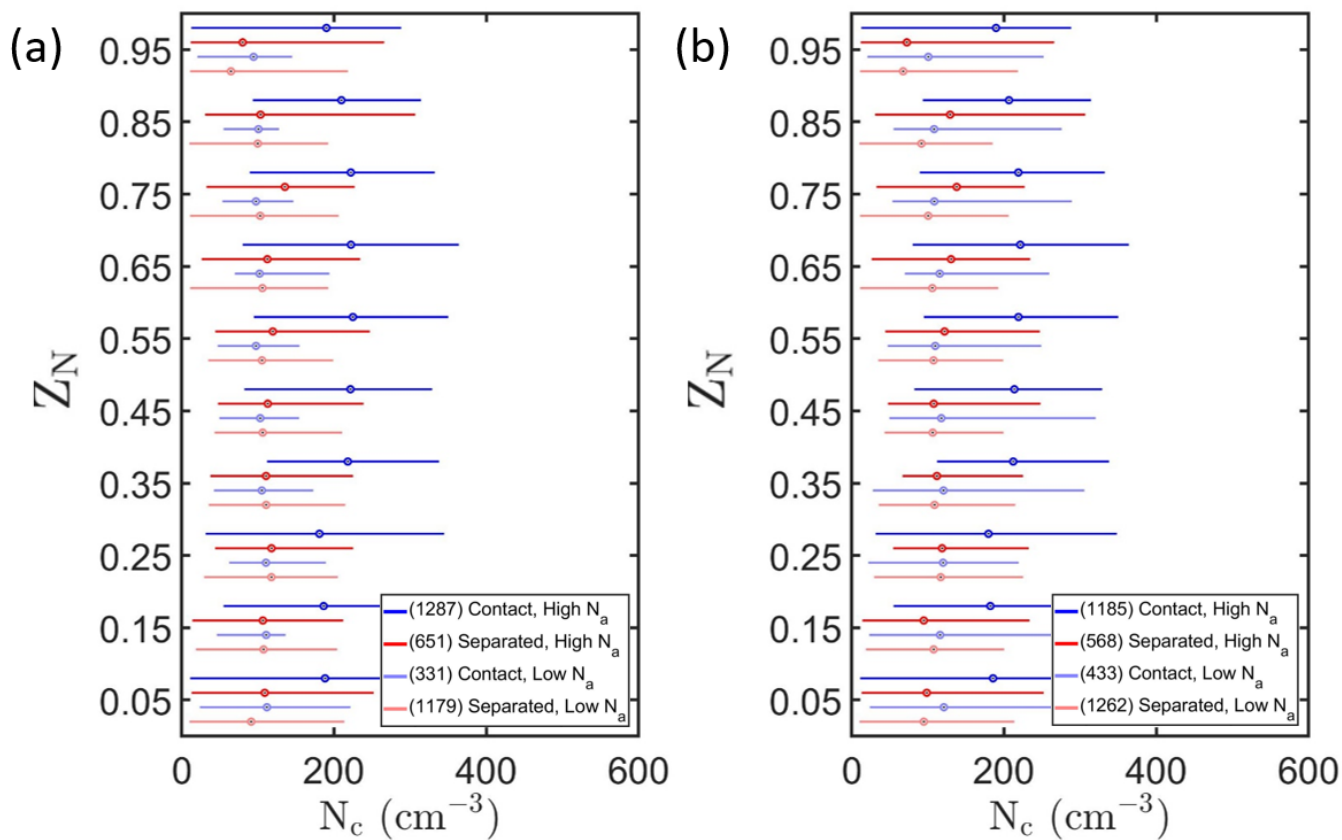 (a)
0.95
0.85
0.75
0.65
0.55
0.45
0.35
0.25
0.15
0.05
Z_N
(1287) Contact, High N_a
(651) Separated, High N_a
(331) Contact, Low N_a
(1179) Separated, Low N_a
0 200 400 600
N_c (cm^−3)
(b)
0.95
0.85
0.75
0.65
0.55
0.45
0.35
0.25
0.15
0.05
Z_N
(1185) Contact, High N_a
(568) Separated, High N_a
(433) Contact, Low N_a
(1262) Separated, Low N_a
0 200 400 600
N_c (cm^−3)